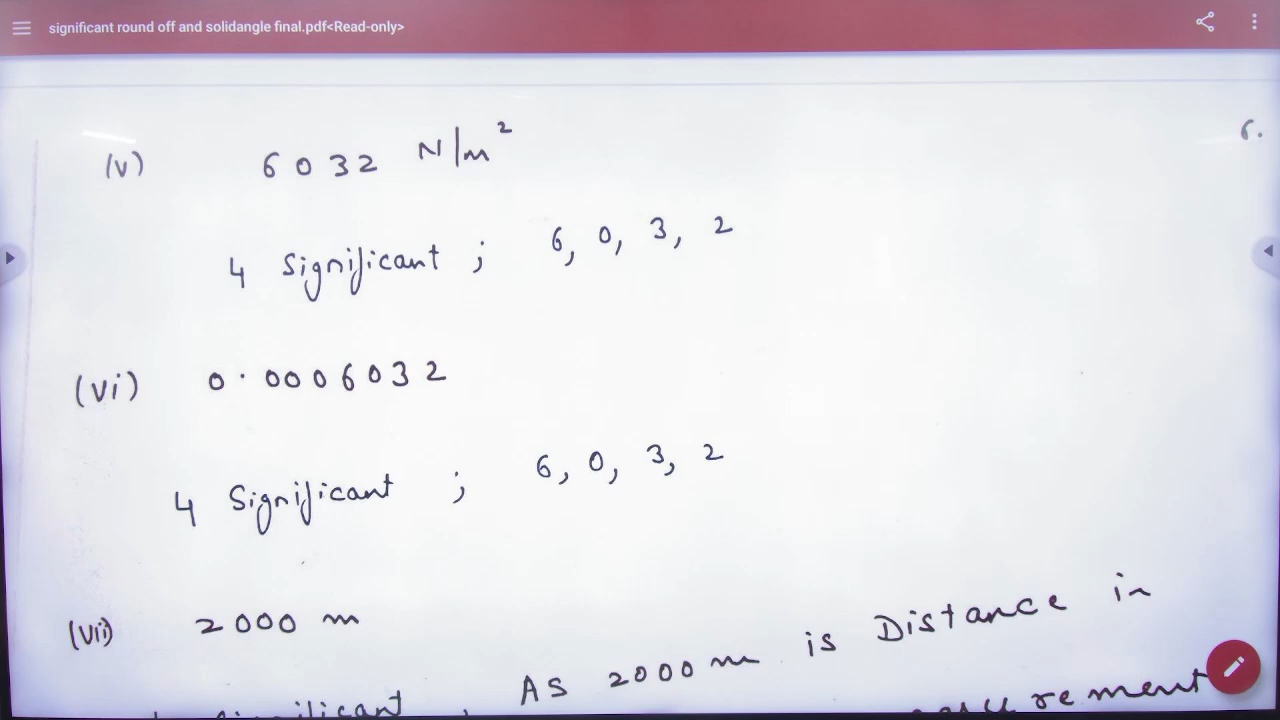 significant round off and solidangle final.pdf<Read-only>
6.
(v) 6032 N/m²
4 Significant ; 6, 0, 3, 2
(vi) 0.0006032
4 Significant ; 6, 0, 3, 2
(vii) 2000 m
As 2000 m is Distance in